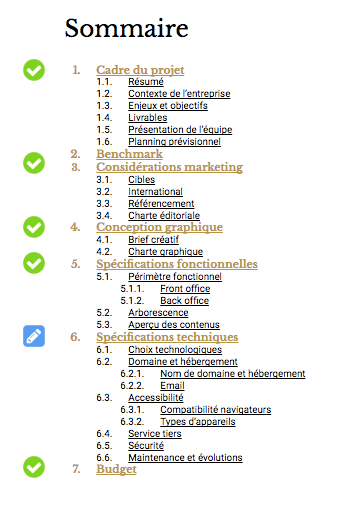 Sommaire
1. Cadre du projet
1.1. Résumé
1.2. Contexte de l'entreprise
1.3. Enjeux et objectifs
1.4. Livrables
1.5. Présentation de l'équipe
1.6. Planning prévisionnel
2. Benchmark
3. Considérations marketing
3.1. Cibles
3.2. International
3.3. Référencement
3.4. Charte éditoriale
4. Conception graphique
4.1. Brief créatif
4.2. Charte graphique
5. Spécifications fonctionnelles
5.1. Périmètre fonctionnel
5.1.1. Front office
5.1.2. Back office
5.2. Arborescence
5.3. Aperçu des contenus
6. Spécifications techniques
6.1. Choix technologiques
6.2. Domaine et hébergement
6.2.1. Nom de domaine et hébergement
6.2.2. Email
6.3. Accessibilité
6.3.1. Compatibilité navigateurs
6.3.2. Types d'appareils
6.4. Service tiers
6.5. Sécurité
6.6. Maintenance et évolutions
7. Budget